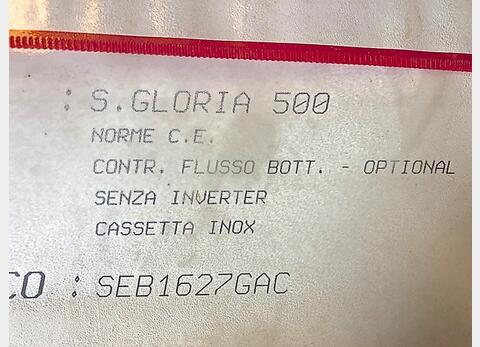 : S.GLORIA 500
NORME C.E.
CONTR. FLUSSO BOTT. - OPTIONAL
SENZA INVERTER
CASSETTA INOX
CO : SEB1627GAC